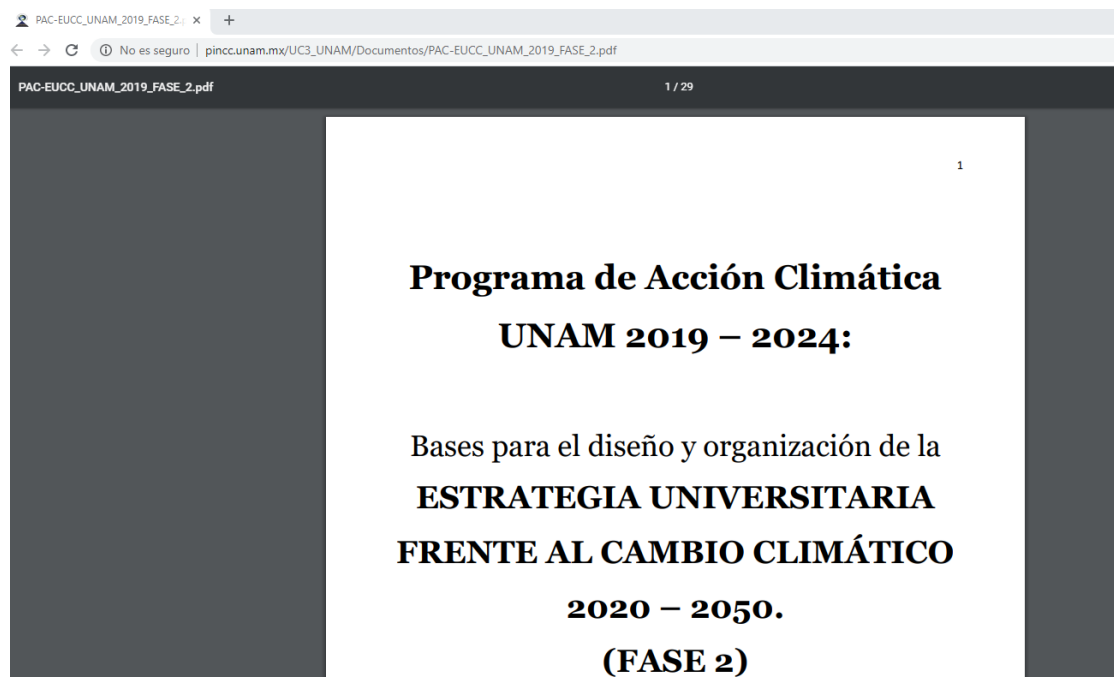 PAC-EUCC_UNAM_2019_FASE_2.p
No es seguro | pincc.unam.mx/UC3_UNAM/Documentos/PAC-EUCC_UNAM_2019_FASE_2.pdf
PAC-EUCC_UNAM_2019_FASE_2.pdf 1 / 29
1
Programa de Acción Climática
UNAM 2019 – 2024:
Bases para el diseño y organización de la
ESTRATEGIA UNIVERSITARIA
FRENTE AL CAMBIO CLIMÁTICO
2020 – 2050.
(FASE 2)